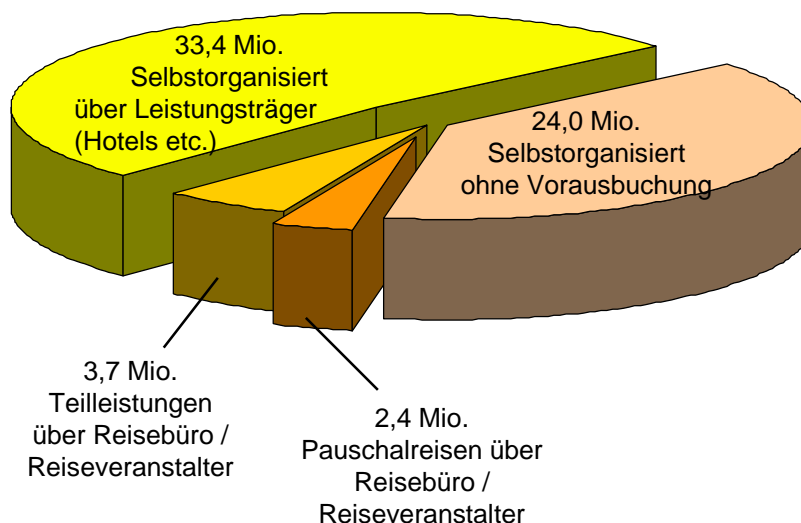 33,4 Mio.
Selbstorganisiert
über Leistungsträger
(Hotels etc.)
24,0 Mio.
Selbstorganisiert
ohne Vorausbuchung
3,7 Mio.
Teilleistungen
über Reisebüro /
Reiseveranstalter
2,4 Mio.
Pauschalreisen über
Reisebüro /
Reiseveranstalter